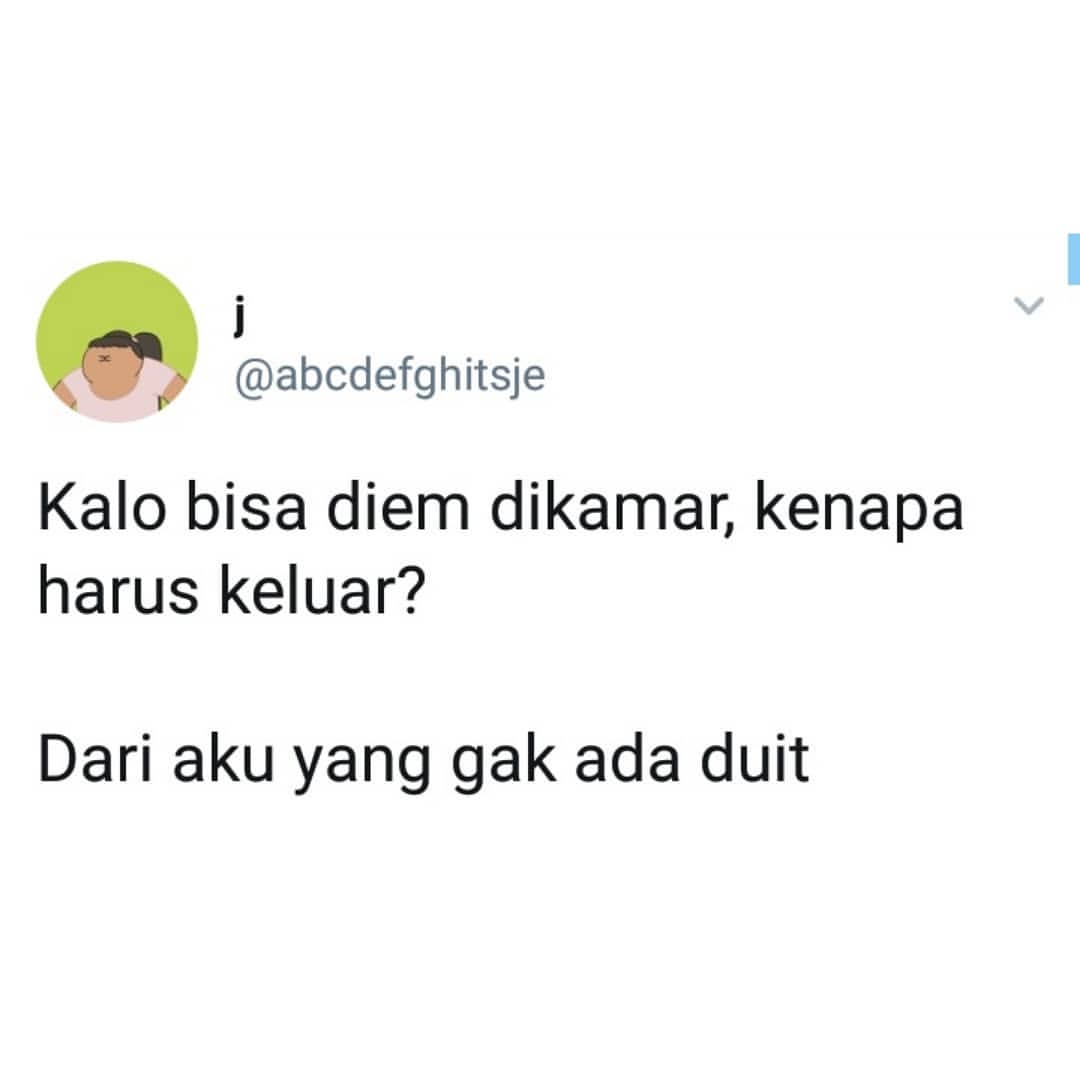 j
@abcdefghitsje
Kalo bisa diem dikamar, kenapa
harus keluar?
Dari aku yang gak ada duit